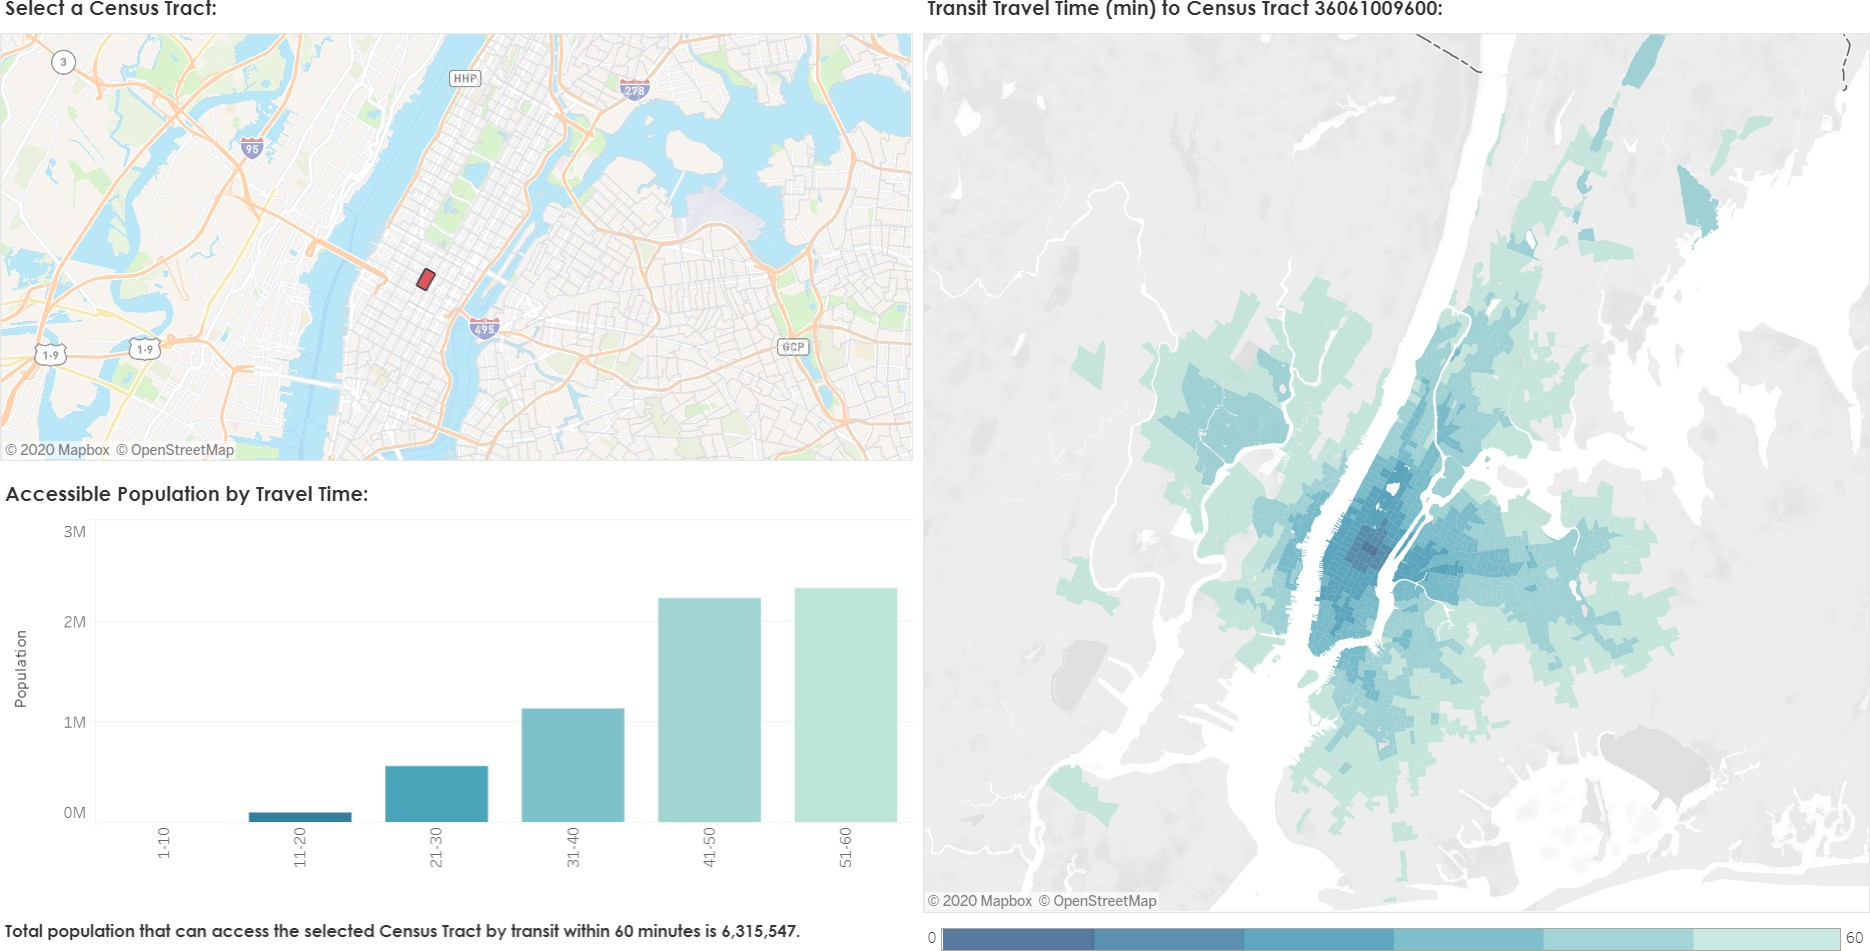 Select a Census Tract:
3
HHP
278
95
495
1-9
1-9
GCP
© 2020 Mapbox © OpenStreetMap
Accessible Population by Travel Time:
3M
2M
1M
0M
Population
1-10
11-20
21-30
31-40
41-50
51-60
Total population that can access the selected Census Tract by transit within 60 minutes is 6,315,547.
Transit Travel Time (min) to Census Tract 36061009600:
© 2020 Mapbox © OpenStreetMap
0
60